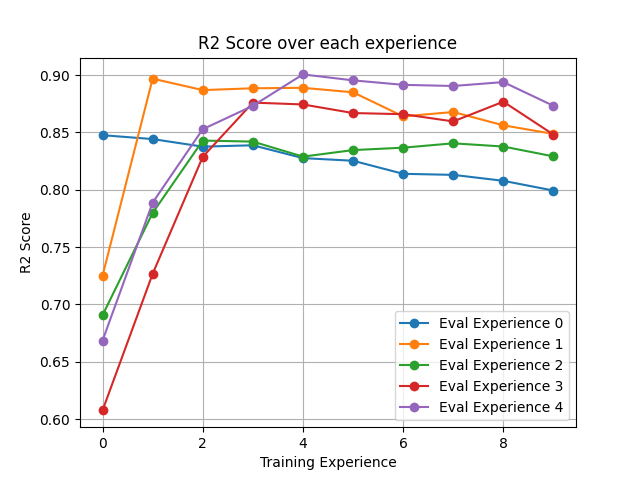 R2 Score over each experience
0.90
0.85
0.80
0.75
0.70
0.65
0.60
R2 Score
Eval Experience 0
Eval Experience 1
Eval Experience 2
Eval Experience 3
Eval Experience 4
0 2 4 6 8
Training Experience